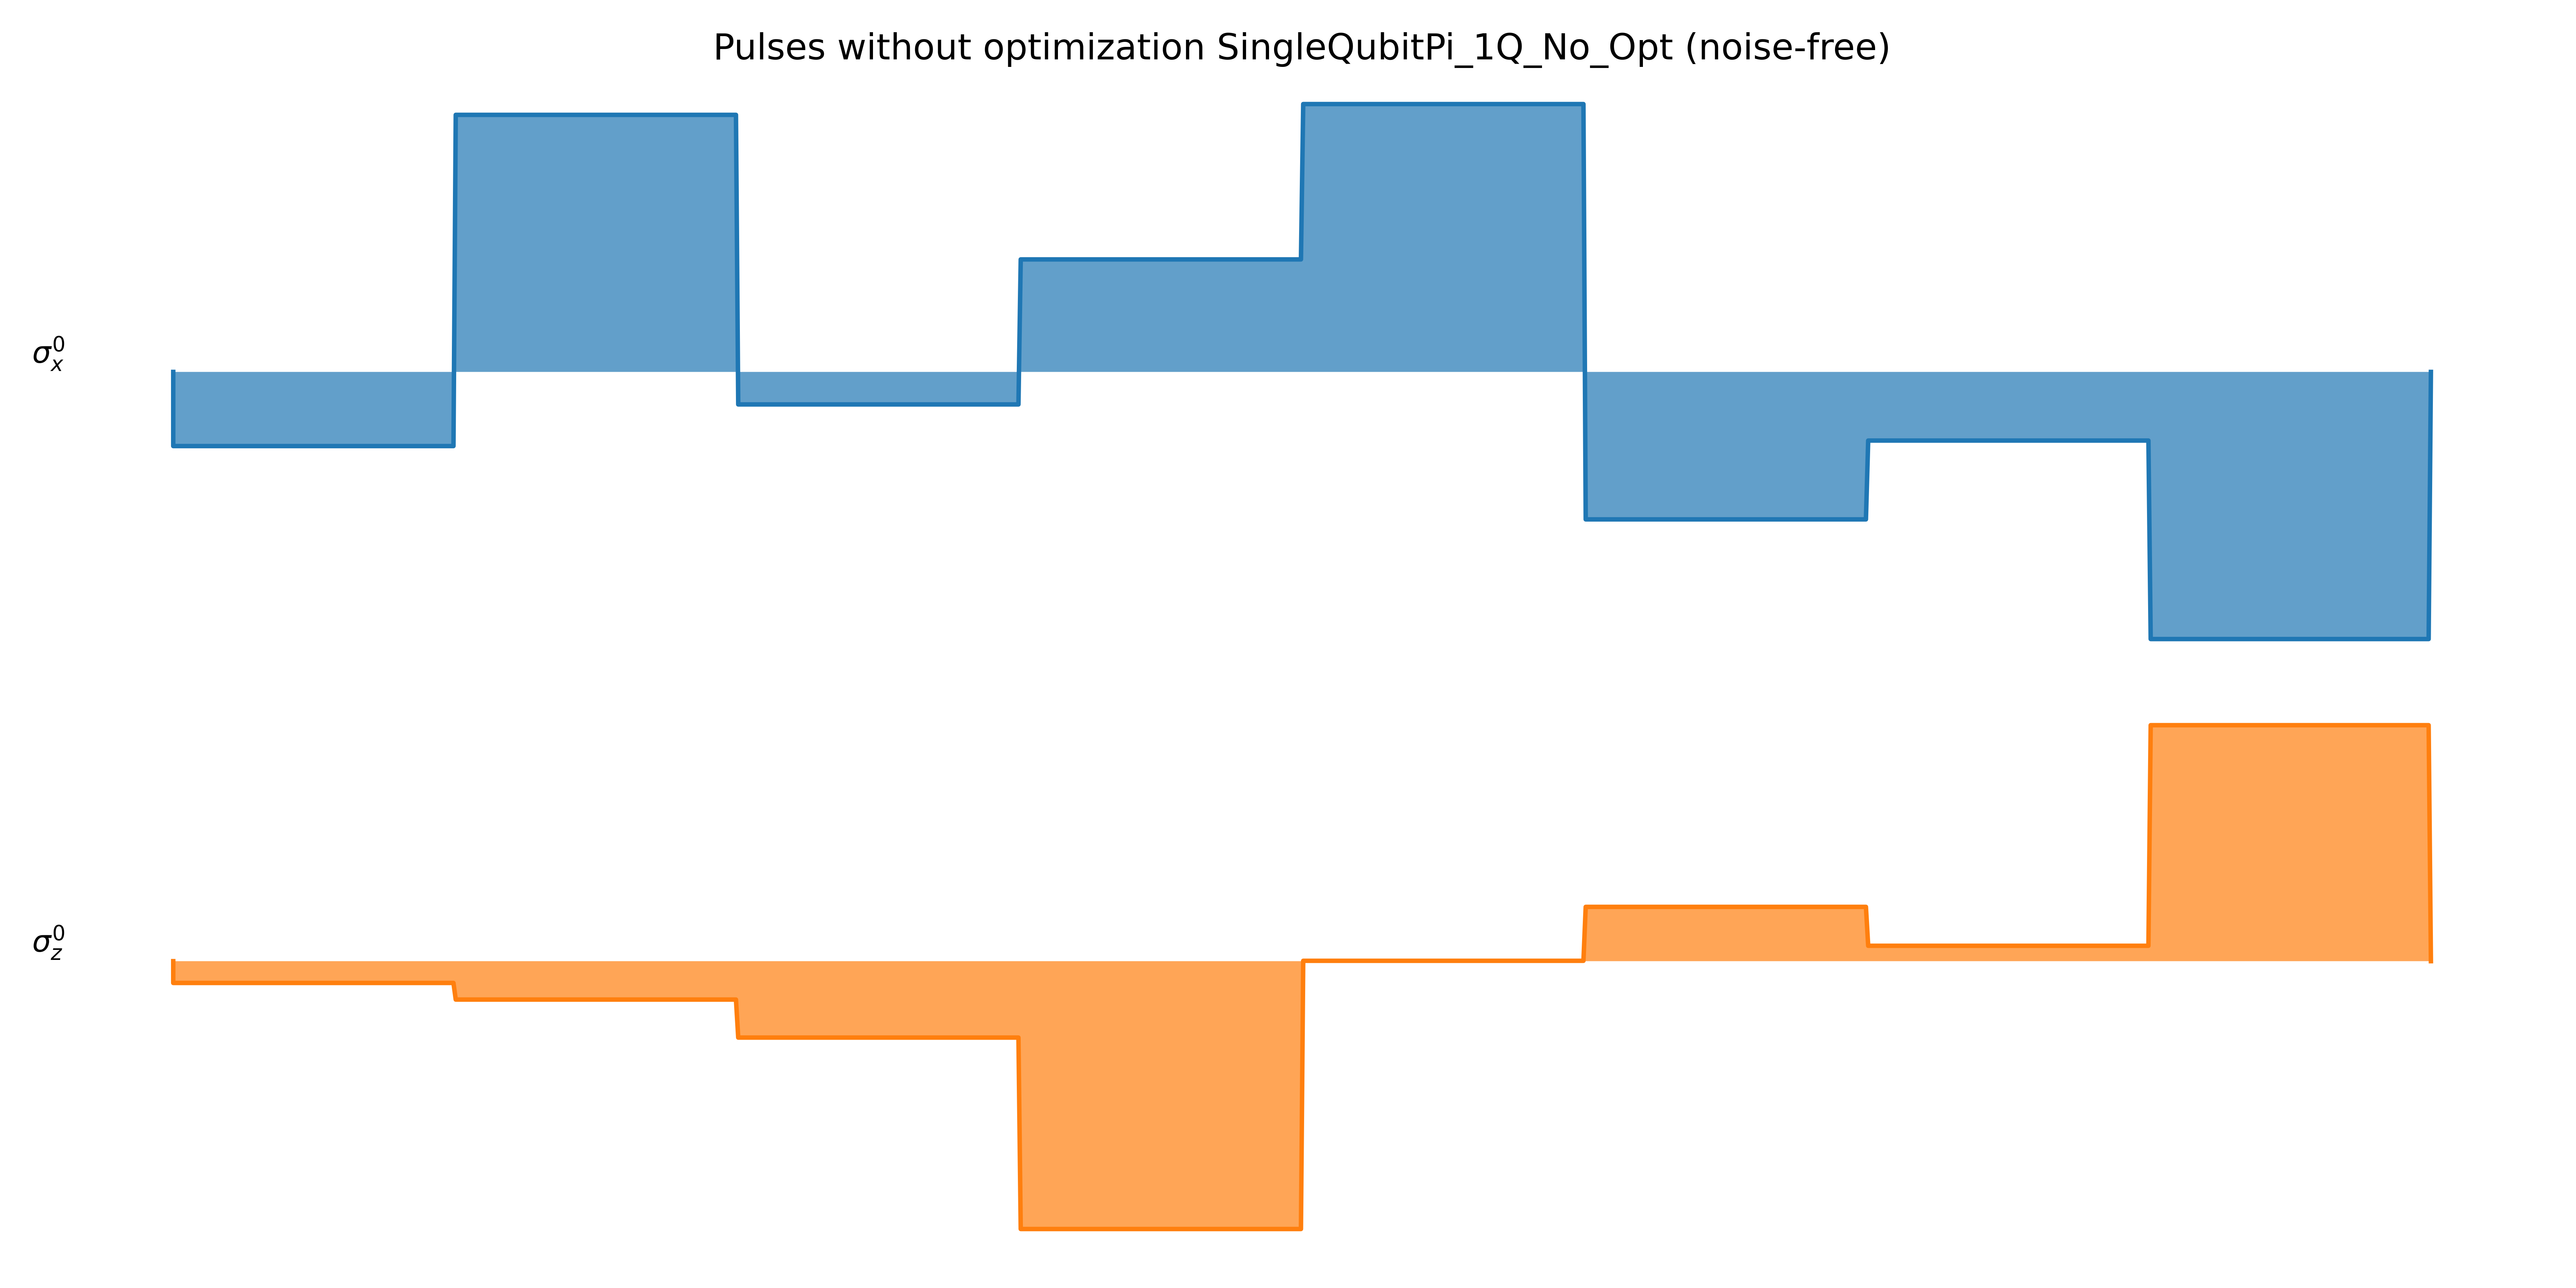 Pulses without optimization SingleQubitPi_1Q_No_Opt (noise-free)
σ_x^0
σ_z^0